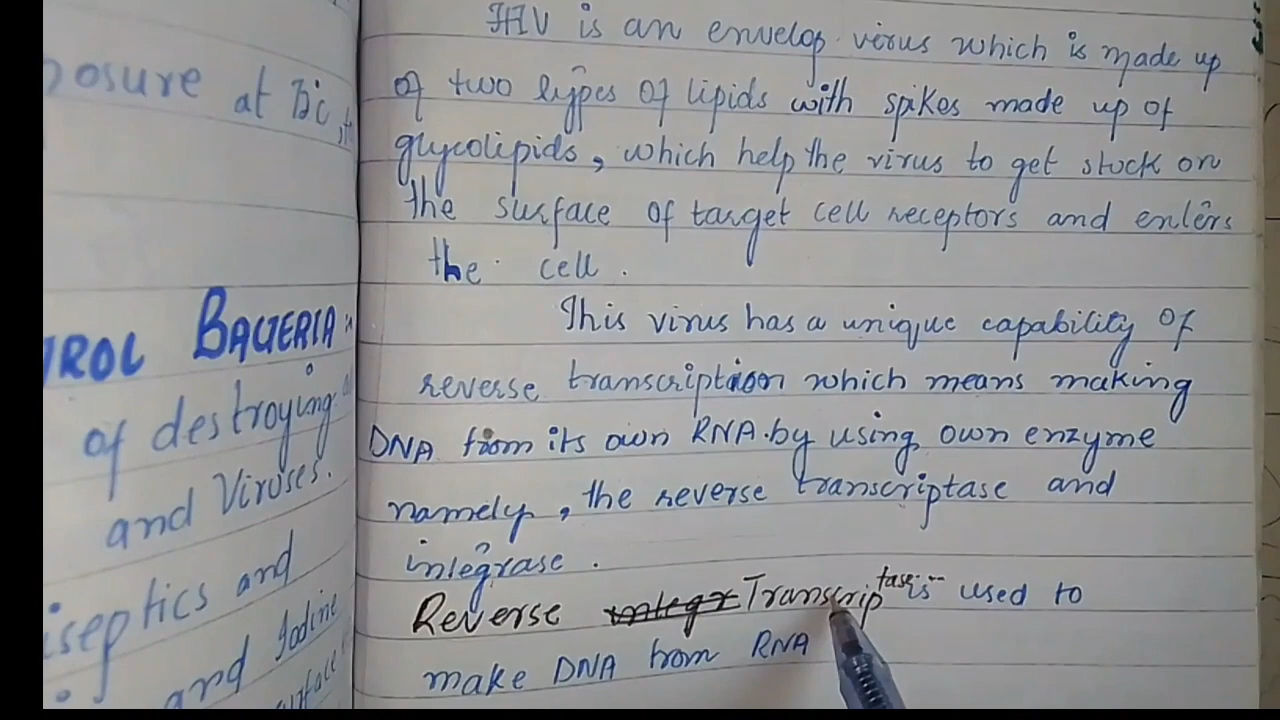 HIV is an envelop virus which is made up
of two types of lipids with spikes made up of
glycolipids, which help the virus to get stuck on
the surface of target cell receptors and enters
the cell.
This virus has a unique capability of
reverse transcription which means making
DNA from its own RNA by using own enzyme
namely, the reverse transcriptase and
integrase.
Reverse Transcriptase is used to
make DNA from RNA
posure at
BACTERIA:
of destroying
and Viruses.
iseptics and
and Iodine
surface